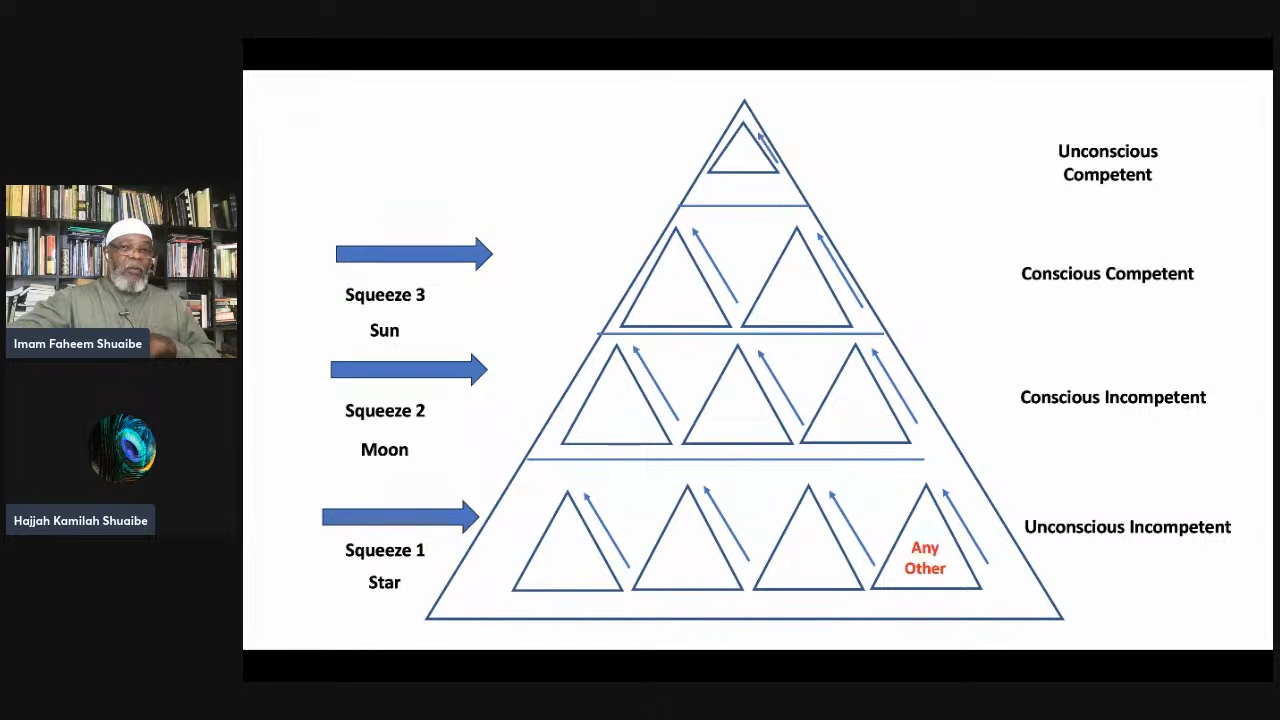 Unconscious
Competent
Squeeze 3
Sun
Conscious Competent
Squeeze 2
Moon
Conscious Incompetent
Squeeze 1
Star
Any
Other
Unconscious Incompetent
Imam Faheem Shuaibe
Hajjah Kamilah Shuaibe